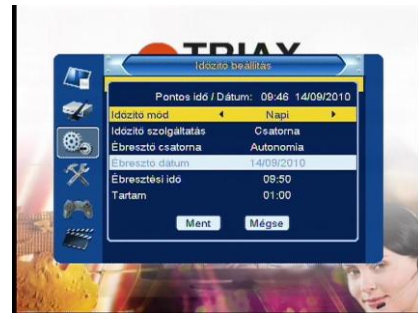 TRIAX
Időzítő beállítás
Pontos idő / Dátum: 09:46 14/09/2010
Időzítő mód Napi
Időzítő szolgáltatás Csatorna
Ébresztő csatorna Autonomia
Ébresztő dátum 14/09/2010
Ébresztési idő 09:50
Tartam 01:00
Ment Mégse